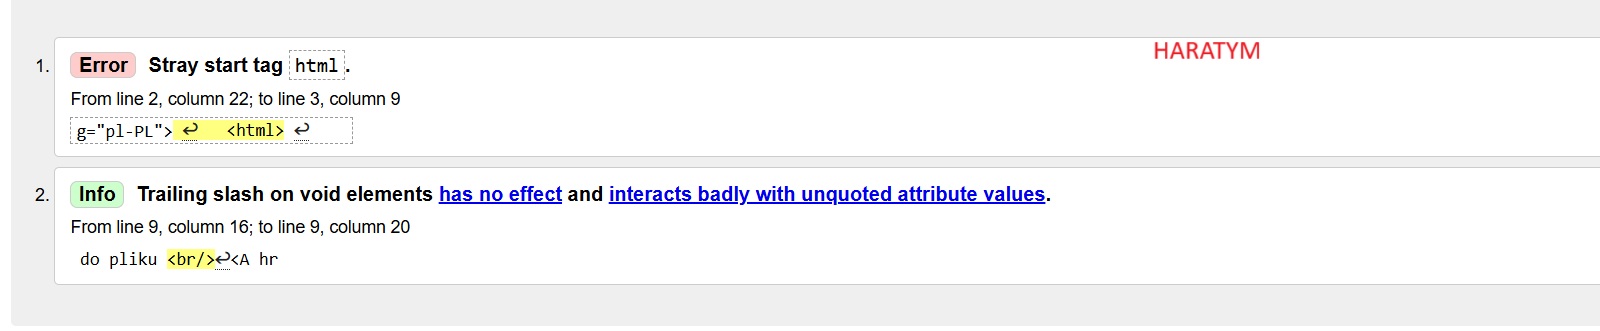 HARATYM
1. Error Stray start tag html.
From line 2, column 22; to line 3, column 9
g="pl-PL">↩ <html> ↩
2. Info Trailing slash on void elements has no effect and interacts badly with unquoted attribute values.
From line 9, column 16; to line 9, column 20
do pliku <br/>↩<A hr